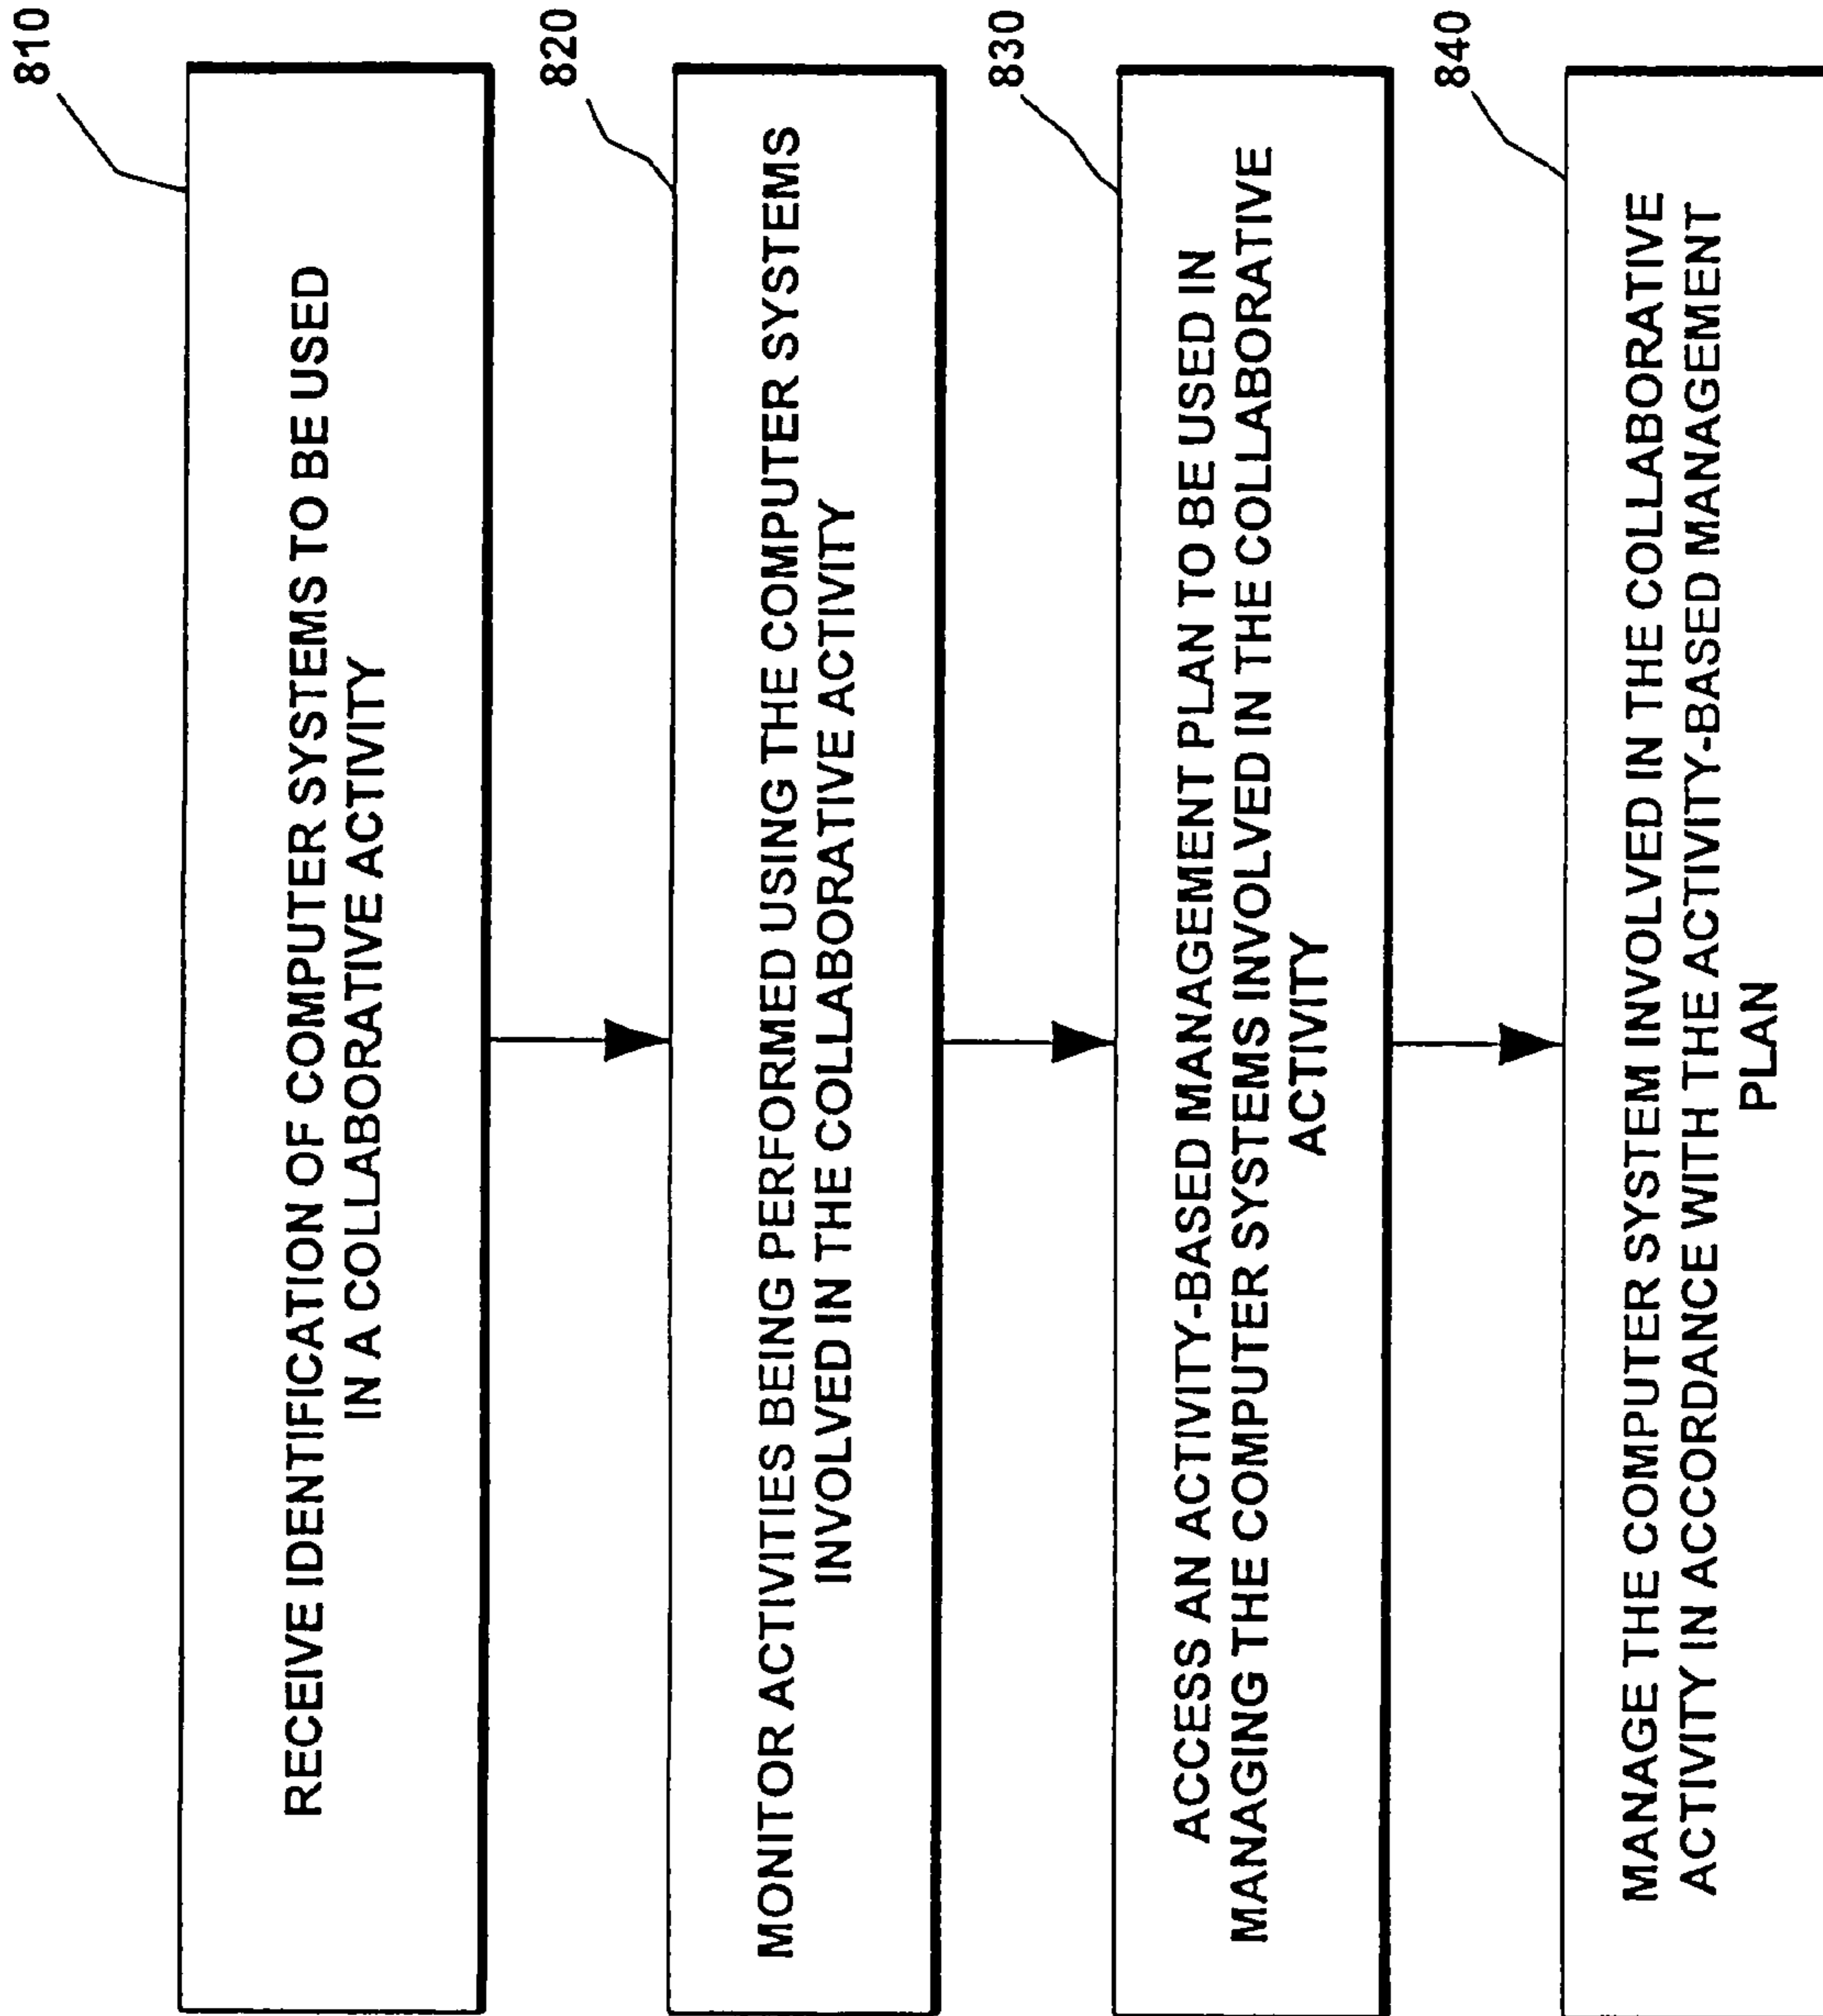 810
RECEIVE IDENTIFICATION OF COMPUTER SYSTEMS TO BE USED
IN A COLLABORATIVE ACTIVITY
820
MONITOR ACTIVITIES BEING PERFORMED USING THE COMPUTER SYSTEMS
INVOLVED IN THE COLLABORATIVE ACTIVITY
830
ACCESS AN ACTIVITY-BASED MANAGEMENT PLAN TO BE USED IN
MANAGING THE COMPUTER SYSTEMS INVOLVED IN THE COLLABORATIVE
ACTIVITY
840
MANAGE THE COMPUTER SYSTEM INVOLVED IN THE COLLABORATIVE
ACTIVITY IN ACCORDANCE WITH THE ACTIVITY-BASED MANAGEMENT
PLAN